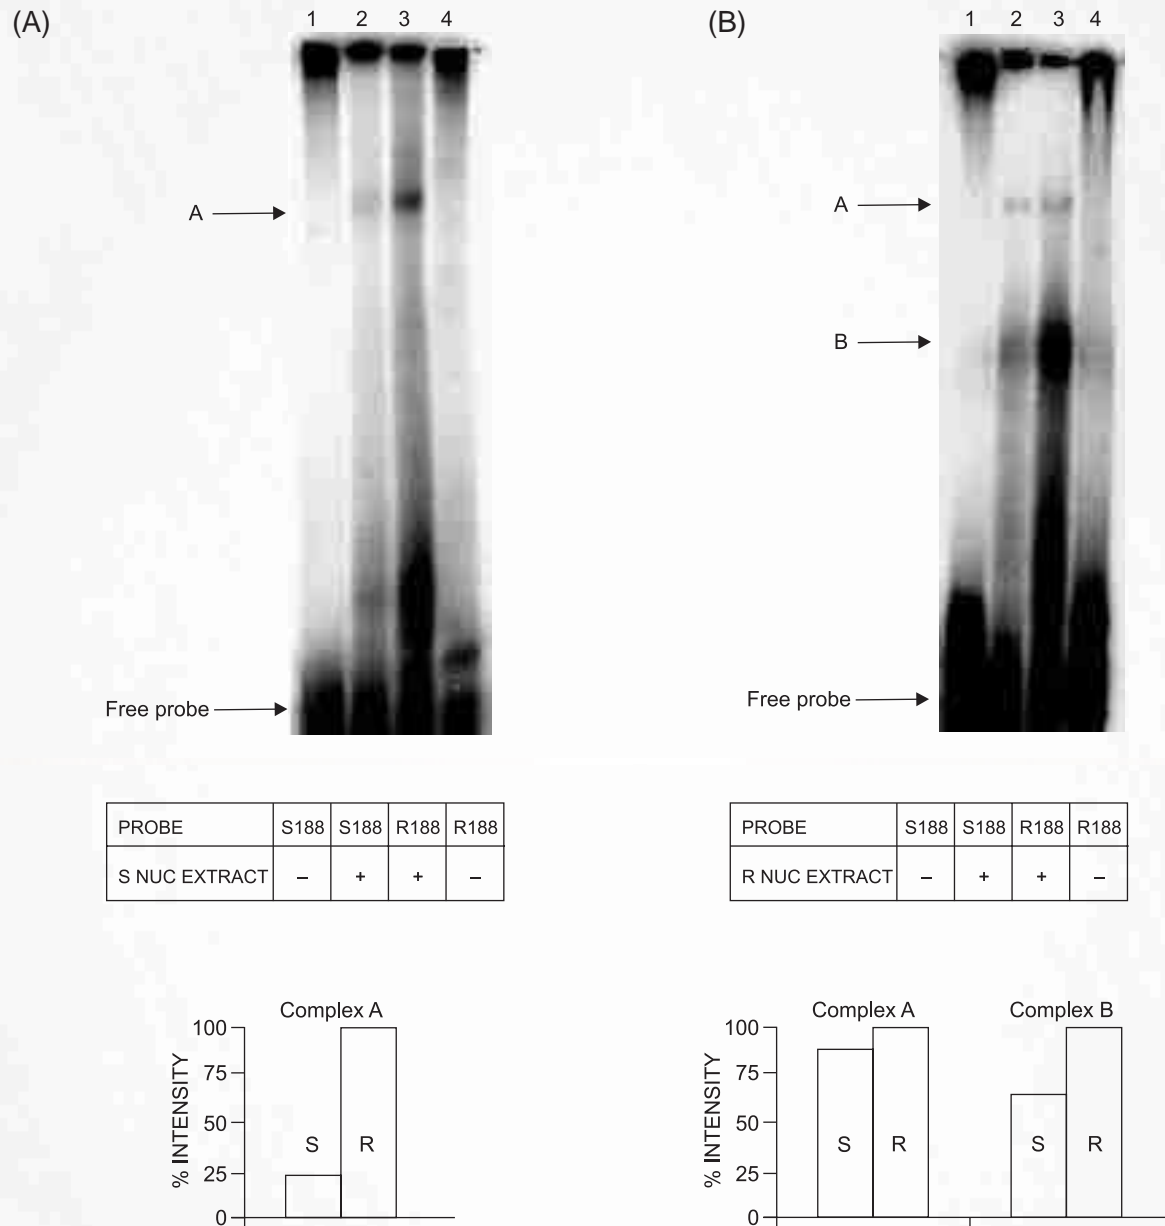 (A)
1 2 3 4
A
Free probe
PROBE S188 S188 R188 R188
S NUC EXTRACT – + + –
Complex A
% INTENSITY
100
75
50
25
0
S R
(B)
1 2 3 4
A
B
Free probe
PROBE S188 S188 R188 R188
R NUC EXTRACT – + + –
Complex A Complex B
% INTENSITY
100
75
50
25
0
S R S R